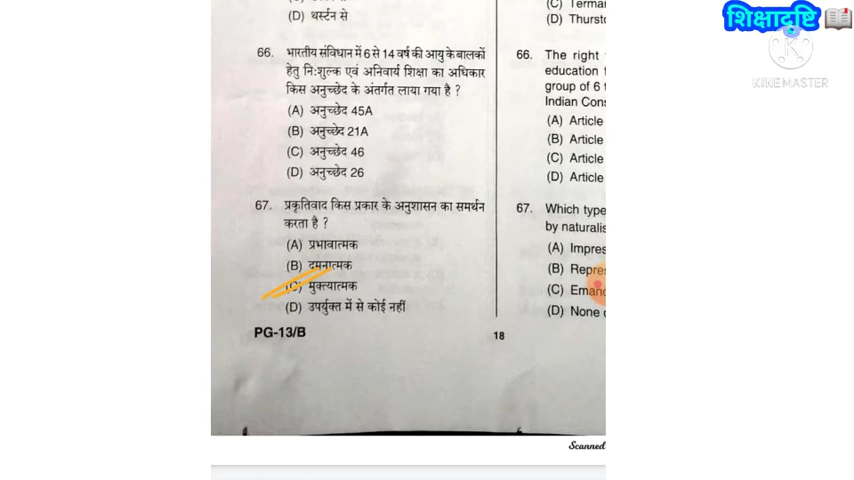 (D) थर्स्टन से
66. भारतीय संविधान में 6 से 14 वर्ष की आयु के बालकों
हेतु नि:शुल्क एवं अनिवार्य शिक्षा का अधिकार
किस अनुच्छेद के अंतर्गत लाया गया है ?
(A) अनुच्छेद 45A
(B) अनुच्छेद 21A
(C) अनुच्छेद 46
(D) अनुच्छेद 26
67. प्रकृतिवाद किस प्रकार के अनुशासन का समर्थन
करता है ?
(A) प्रभावात्मक
(B) दमनात्मक
(C) मुक्त्यात्मक
(D) उपर्युक्त में से कोई नहीं
PG-13/B
18
(C) Terma
(D) Thursto
66. The right
education
group of 6
Indian Cons
(A) Article
(B) Article
(C) Article
(D) Article
67. Which type
by naturalis
(A) Impres
(B) Repre
(C) Eman
(D) None
Scanned
शिक्षादृष्टि
KINEMASTER